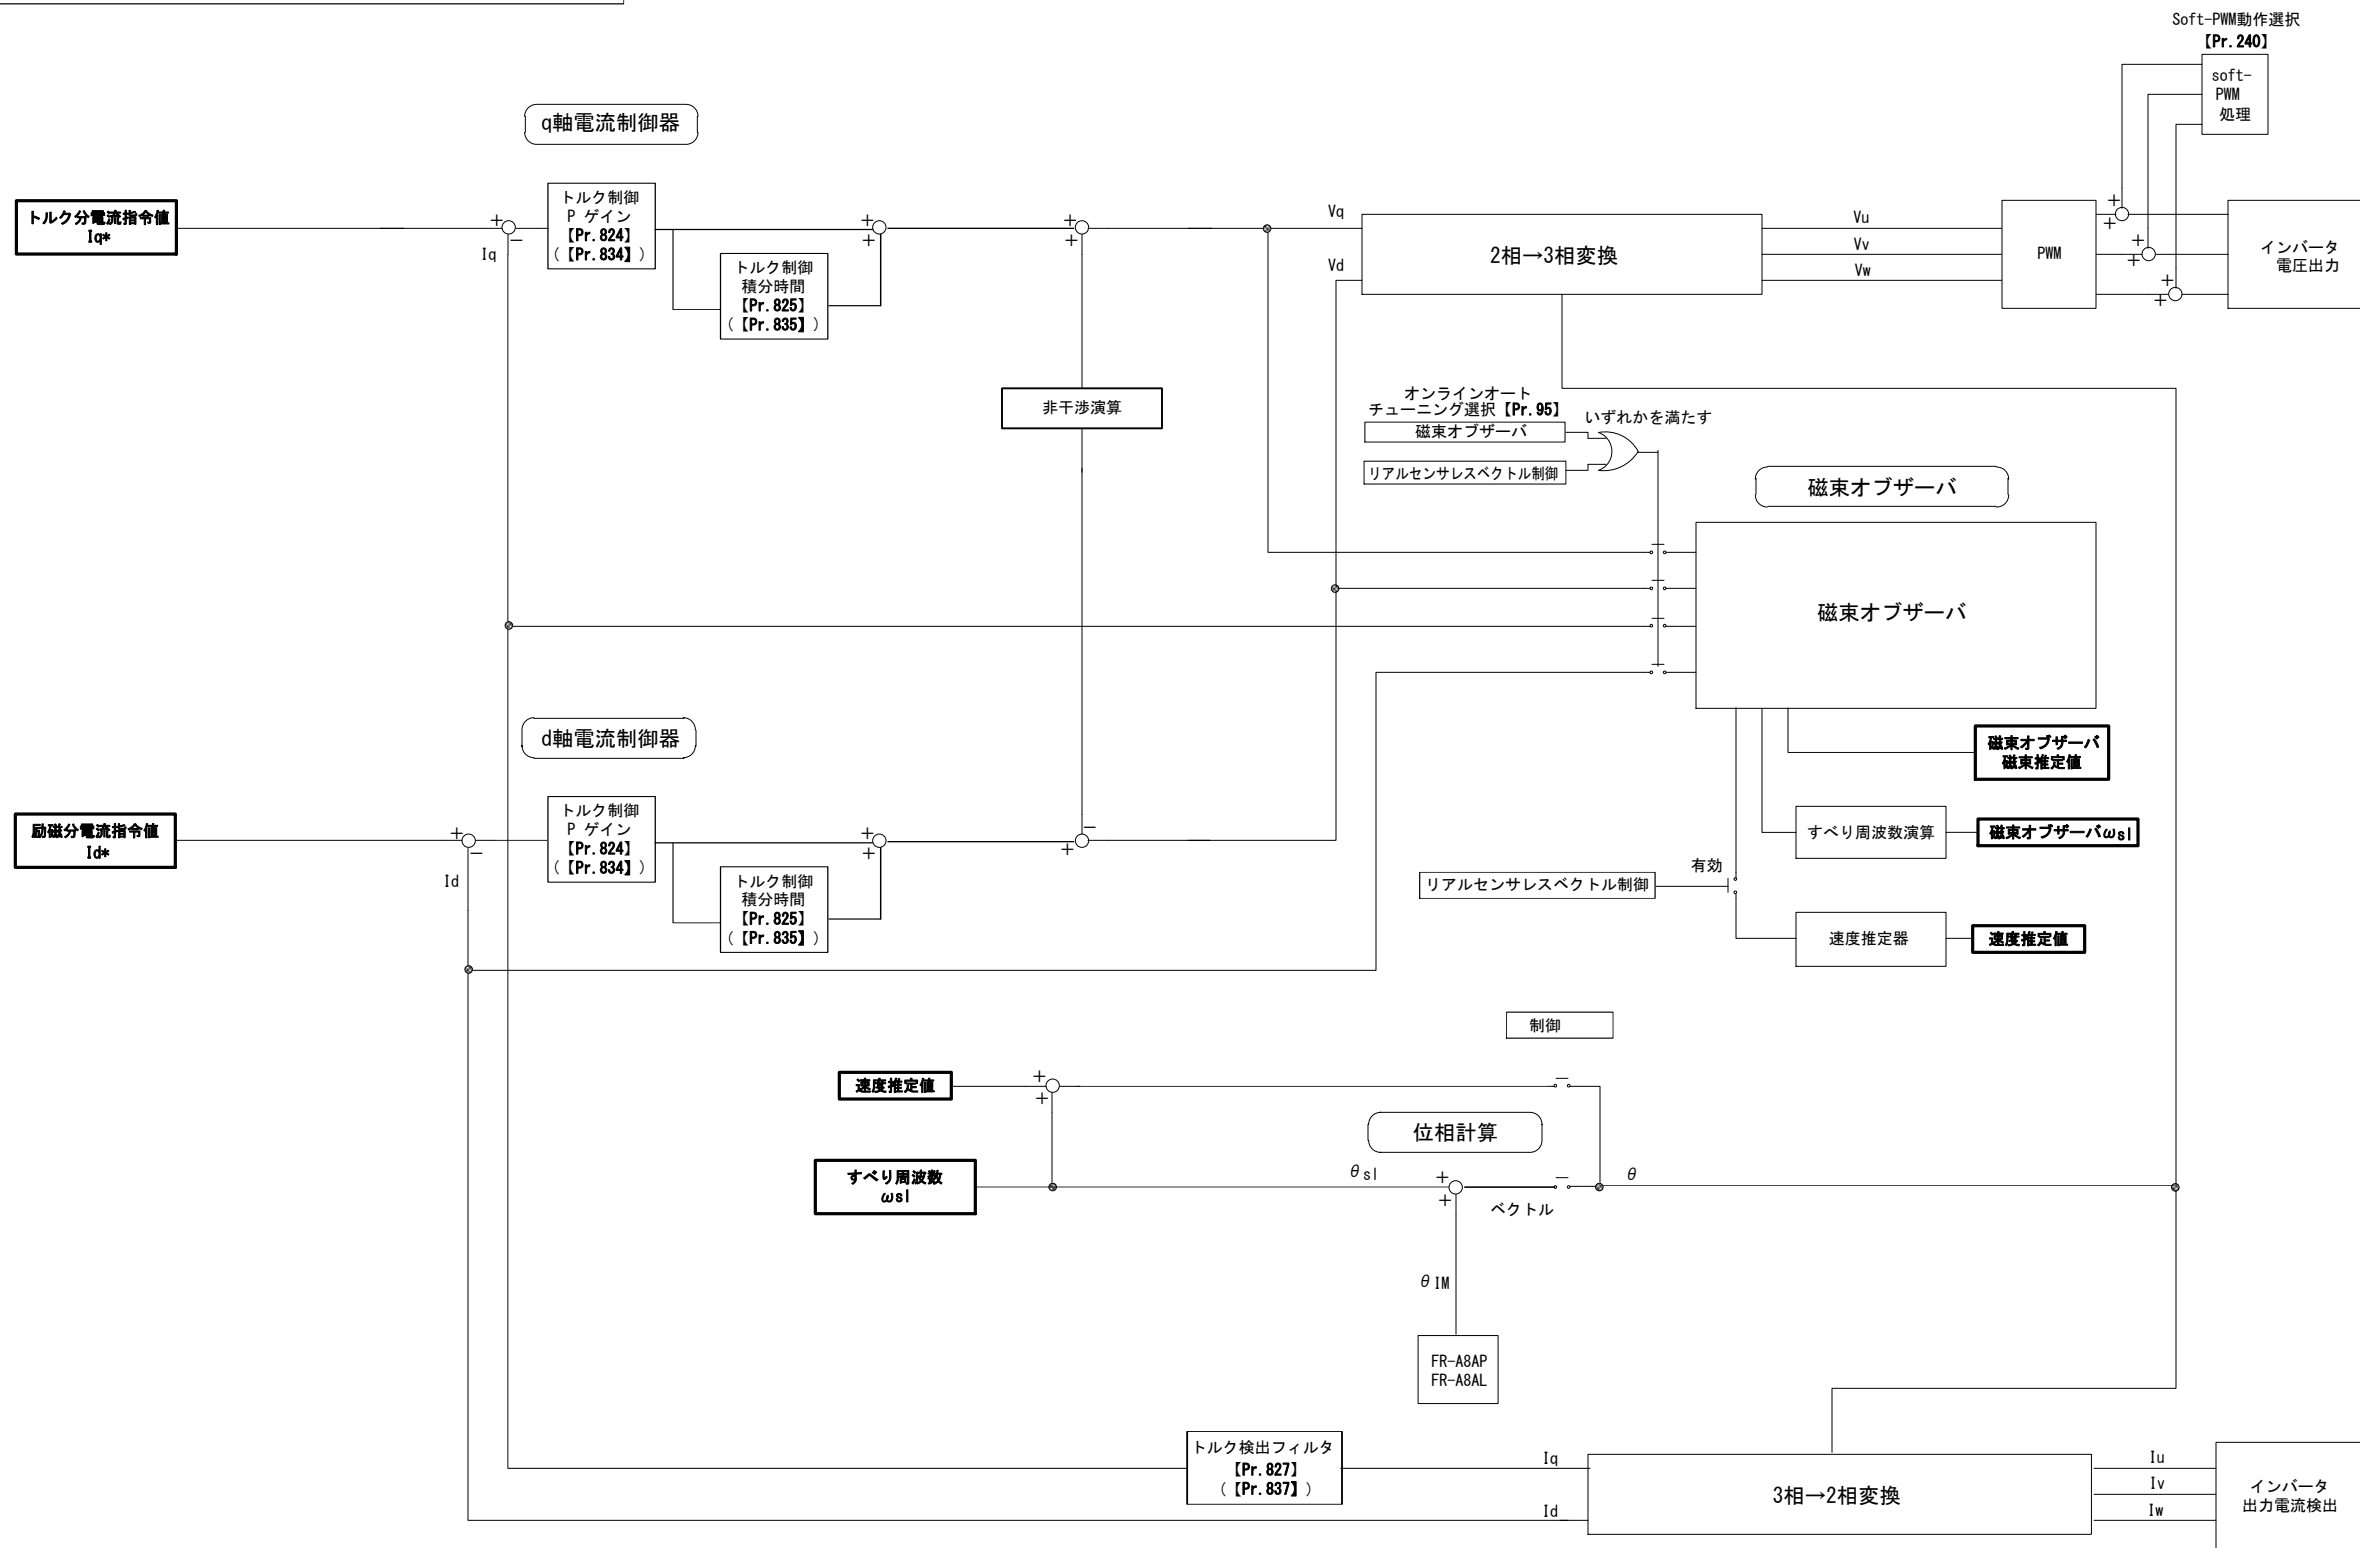 Soft-PWM動作選択
【Pr.240】
soft-
PWM
処理
q軸電流制御器
トルク分電流指令値
Iq*
+
−
Iq
トルク制御
P ゲイン
【Pr.824】
(【Pr.834】)
トルク制御
積分時間
【Pr.825】
(【Pr.835】)
+
+
+
+
Vq
Vd
2相→3相変換
Vu
Vv
Vw
PWM
+
+
+
+
+
+
インバータ
電圧出力
非干渉演算
オンラインオート
チューニング選択【Pr.95】
磁束オブザーバ
リアルセンサレスベクトル制御
いずれかを満たす
磁束オブザーバ
磁束オブザーバ
d軸電流制御器
励磁分電流指令値
Id*
+
−
Id
トルク制御
P ゲイン
【Pr.824】
(【Pr.834】)
トルク制御
積分時間
【Pr.825】
(【Pr.835】)
+
+
−
+
磁束オブザーバ
磁束推定値
すべり周波数演算
磁束オブザーバωsl
有効
リアルセンサレスベクトル制御
速度推定器
速度推定値
制御
速度推定値
+
+
位相計算
すべり周波数
ωsl
θsl
+
+
ベクトル
θ
θIM
FR-A8AP
FR-A8AL
トルク検出フィルタ
【Pr.827】
(【Pr.837】)
Iq
Id
3相→2相変換
Iu
Iv
Iw
インバータ
出力電流検出